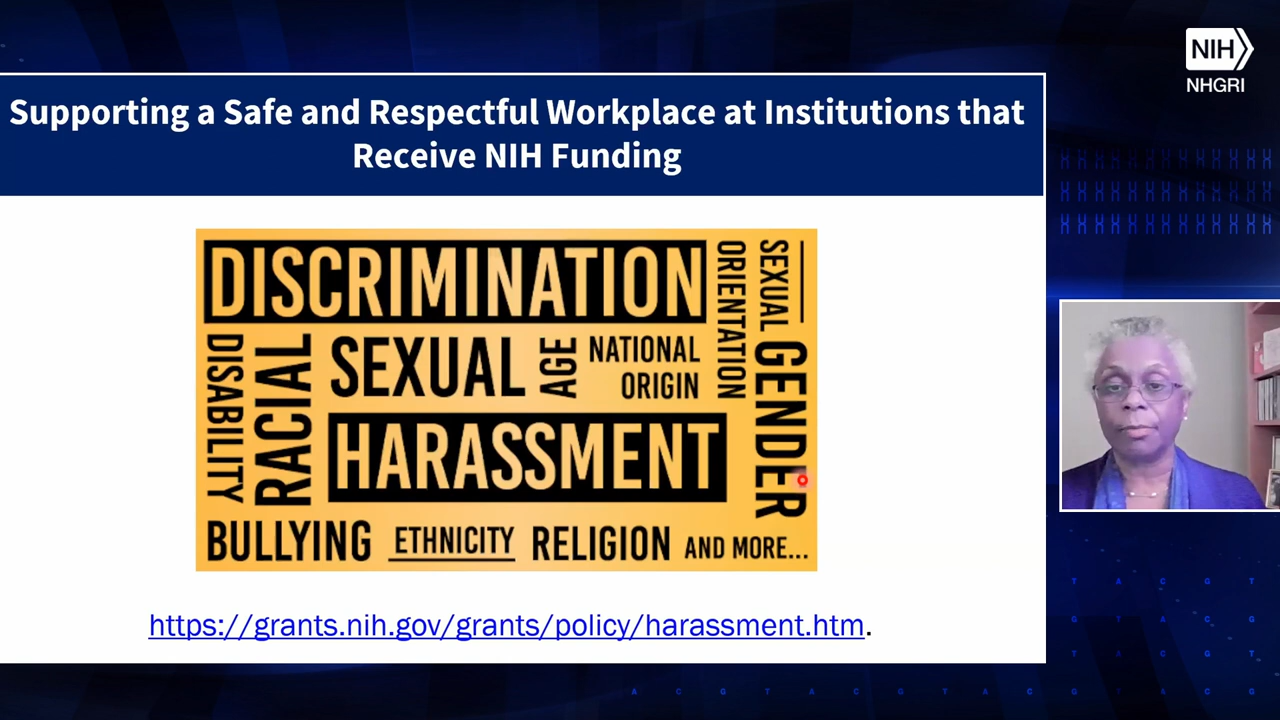 NIH
NHGRI
Supporting a Safe and Respectful Workplace at Institutions that
Receive NIH Funding
DISCRIMINATION
ORIENTATION
SEXUAL
DISABILITY
RACIAL
SEXUAL
AGE
NATIONAL
ORIGIN
GENDER
HARASSMENT
BULLYING
ETHNICITY
RELIGION
AND MORE...
https://grants.nih.gov/grants/policy/harassment.htm.
T A C G T
G T A C G
T A C G T
A C G T A C G T A C G T A C G